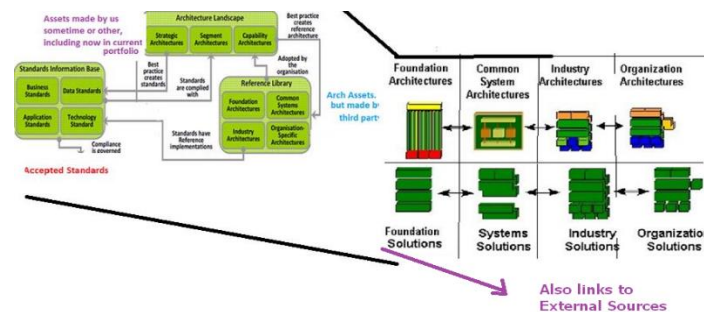 Assets made by us
sometime or other,
including now in current
portfolio
Architecture Landscape
Strategic
Architectures
Segment
Architectures
Capability
Architectures
Best practice
creates
reference
architecture
Standards Information Base
Business
Standards
Data Standards
Application
Standards
Technology
Standard
Best
practice
creates
standards
Standards
are complied
with
Adopted by
the
organisation
Reference Library
Foundation
Architectures
Common
Systems
Architectures
Industry
Architectures
Organisation-
Specific
Architectures
Standards have
Reference
implementations
Compliance
is governed
Accepted Standards
Arch Assets.
but made by
third party
Foundation
Architectures
Common
System
Architectures
Industry
Architectures
Organization
Architectures
Foundation
Solutions
Systems
Solutions
Industry
Solutions
Organization
Solutions
Also links to
External Sources